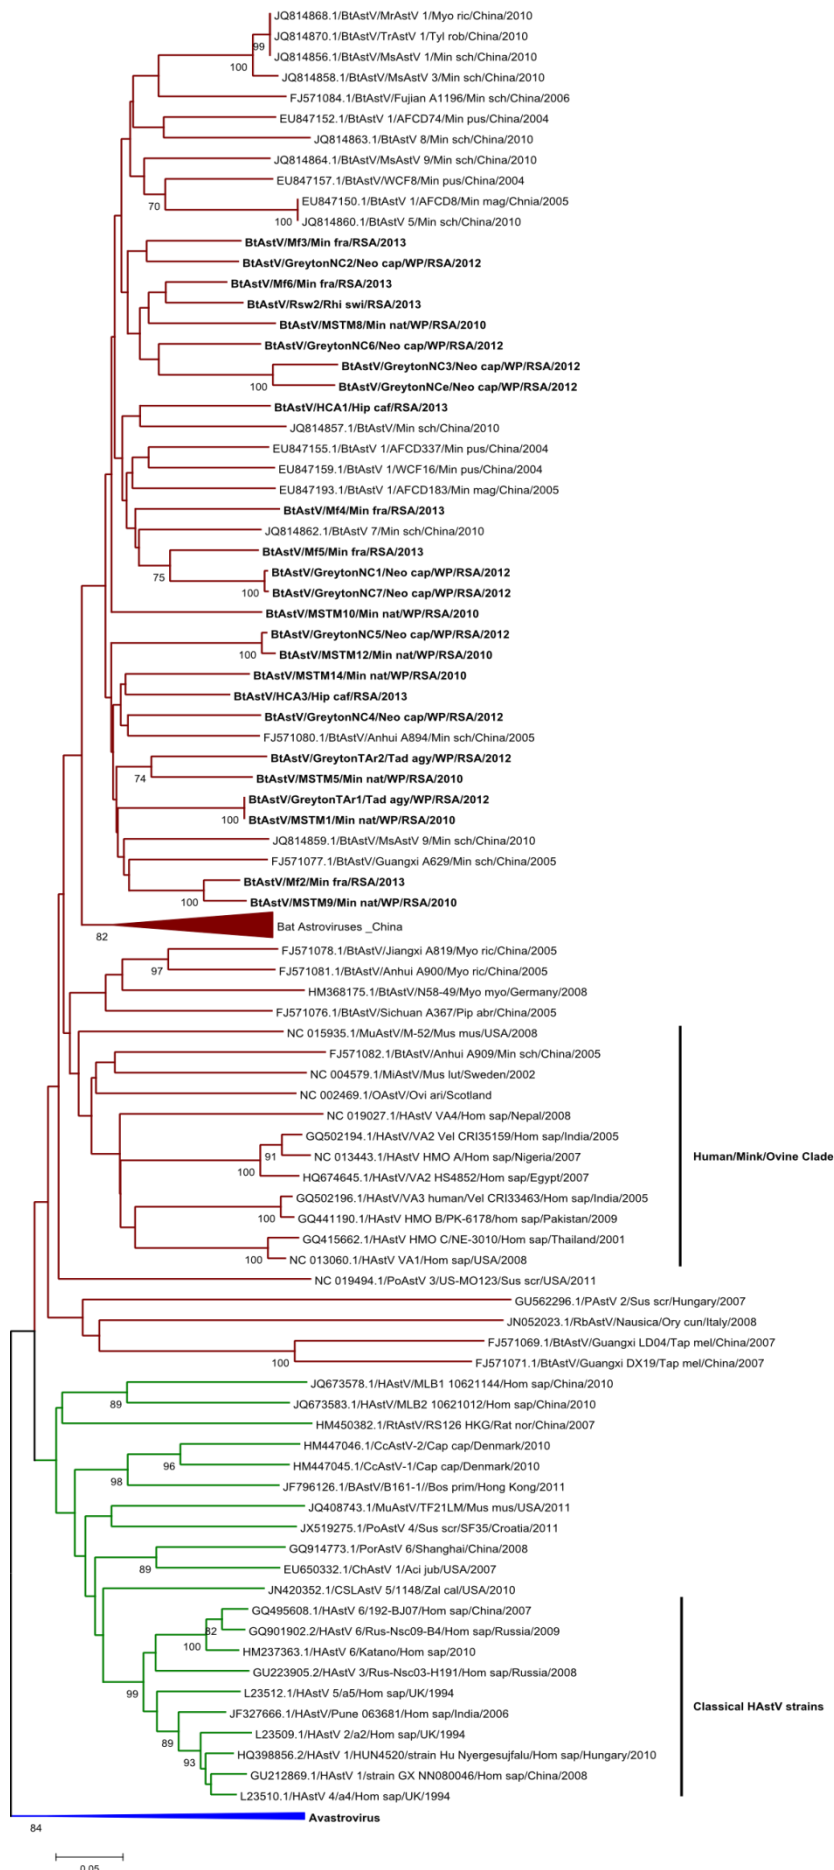 JQ814868.1/BtAstV/MrAstV 1/Myo ric/China/2010
JQ814870.1/BtAstV/TrAstV 1/Tyl rob/China/2010
99
JQ814856.1/BtAstV/MsAstV 1/Min sch/China/2010
100
JQ814858.1/BtAstV/MsAstV 3/Min sch/China/2010
FJ571084.1/BtAstV/Fujian A1196/Min sch/China/2006
EU847152.1/BtAstV 1/AFCD74/Min pus/China/2004
JQ814863.1/BtAstV 8/Min sch/China/2010
JQ814864.1/BtAstV/MsAstV 9/Min sch/China/2010
EU847157.1/BtAstV/WCF8/Min pus/China/2004
70
EU847150.1/BtAstV 1/AFCD8/Min mag/Chnia/2005
100
JQ814860.1/BtAstV 5/Min sch/China/2010
BtAstV/Mf3/Min fra/RSA/2013
BtAstV/GreytonNC2/Neo cap/WP/RSA/2012
BtAstV/Mf6/Min fra/RSA/2013
BtAstV/Rsw2/Rhi swi/RSA/2013
BtAstV/MSTM8/Min nat/WP/RSA/2010
BtAstV/GreytonNC6/Neo cap/WP/RSA/2012
BtAstV/GreytonNC3/Neo cap/WP/RSA/2012
100
BtAstV/GreytonNCe/Neo cap/WP/RSA/2012
BtAstV/HCA1/Hip caf/RSA/2013
JQ814857.1/BtAstV/Min sch/China/2010
EU847155.1/BtAstV 1/AFCD337/Min pus/China/2004
EU847159.1/BtAstV 1/WCF16/Min pus/China/2004
EU847193.1/BtAstV 1/AFCD183/Min mag/China/2005
BtAstV/Mf4/Min fra/RSA/2013
JQ814862.1/BtAstV 7/Min sch/China/2010
BtAstV/Mf5/Min fra/RSA/2013
75
BtAstV/GreytonNC1/Neo cap/WP/RSA/2012
100
BtAstV/GreytonNC7/Neo cap/WP/RSA/2012
BtAstV/MSTM10/Min nat/WP/RSA/2010
BtAstV/GreytonNC5/Neo cap/WP/RSA/2012
100
BtAstV/MSTM12/Min nat/WP/RSA/2010
BtAstV/MSTM14/Min nat/WP/RSA/2010
BtAstV/HCA3/Hip caf/RSA/2013
BtAstV/GreytonNC4/Neo cap/WP/RSA/2012
FJ571080.1/BtAstV/Anhui A894/Min sch/China/2005
BtAstV/GreytonTAr2/Tad agy/WP/RSA/2012
74
BtAstV/MSTM5/Min nat/WP/RSA/2010
BtAstV/GreytonTAr1/Tad agy/WP/RSA/2012
100
BtAstV/MSTM1/Min nat/WP/RSA/2010
JQ814859.1/BtAstV/MsAstV 9/Min sch/China/2010
FJ571077.1/BtAstV/Guangxi A629/Min sch/China/2005
BtAstV/Mf2/Min fra/RSA/2013
100
BtAstV/MSTM9/Min nat/WP/RSA/2010
Bat Astroviruses _China
82
FJ571078.1/BtAstV/Jiangxi A819/Myo ric/China/2005
97
FJ571081.1/BtAstV/Anhui A900/Myo ric/China/2005
HM368175.1/BtAstV/N58-49/Myo myo/Germany/2008
FJ571076.1/BtAstV/Sichuan A367/Pip abr/China/2005
NC 015935.1/MuAstV/M-52/Mus mus/USA/2008
FJ571082.1/BtAstV/Anhui A909/Min sch/China/2005
NC 004579.1/MiAstV/Mus lut/Sweden/2002
NC 002469.1/OAstV/Ovi ari/Scotland
NC 019027.1/HAstV VA4/Hom sap/Nepal/2008
GQ502194.1/HAstV/VA2 Vel CRI35159/Hom sap/India/2005
91
NC 013443.1/HAstV HMO A/Hom sap/Nigeria/2007
Human/Mink/Ovine Clade
100
HQ674645.1/HAstV/VA2 HS4852/Hom sap/Egypt/2007
GQ502196.1/HAstV/VA3 human/Vel CRI33463/Hom sap/India/2005
100
GQ441190.1/HAstV HMO B/PK-6178/hom sap/Pakistan/2009
GQ415662.1/HAstV HMO C/NE-3010/Hom sap/Thailand/2001
100
NC 013060.1/HAstV VA1/Hom sap/USA/2008
NC 019494.1/PoAstV 3/US-MO123/Sus scr/USA/2011
GU562296.1/PAstV 2/Sus scr/Hungary/2007
JN052023.1/RbAstV/Nausica/Ory cun/Italy/2008
FJ571069.1/BtAstV/Guangxi LD04/Tap mel/China/2007
100
FJ571071.1/BtAstV/Guangxi DX19/Tap mel/China/2007
JQ673578.1/HAstV/MLB1 10621144/Hom sap/China/2010
89
JQ673583.1/HAstV/MLB2 10621012/Hom sap/China/2010
HM450382.1/RtAstV/RS126 HKG/Rat nor/China/2007
HM447046.1/CcAstV-2/Cap cap/Denmark/2010
96
HM447045.1/CcAstV-1/Cap cap/Denmark/2010
98
JF796126.1/BAstV/B161-1//Bos prim/Hong Kong/2011
JQ408743.1/MuAstV/TF21LM/Mus mus/USA/2011
JX519275.1/PoAstV 4/Sus scr/SF35/Croatia/2011
GQ914773.1/PorAstV 6/Shanghai/China/2008
89
EU650332.1/ChAstV 1/Aci jub/USA/2007
JN420352.1/CSLAstV 5/1148/Zal cal/USA/2010
GQ495608.1/HAstV 6/192-BJ07/Hom sap/China/2007
82
GQ901902.2/HAstV 6/Rus-Nsc09-B4/Hom sap/Russia/2009
100
HM237363.1/HAstV 6/Katano/Hom sap/2010
GU223905.2/HAstV 3/Rus-Nsc03-H191/Hom sap/Russia/2008
99
L23512.1/HAstV 5/a5/Hom sap/UK/1994
Classical HAstV strains
JF327666.1/HAstV/Pune 063681/Hom sap/India/2006
89
L23509.1/HAstV 2/a2/Hom sap/UK/1994
93
HQ398856.2/HAstV 1/HUN4520/strain Hu Nyergesujfalu/Hom sap/Hungary/2010
GU212869.1/HAstV 1/strain GX NN080046/Hom sap/China/2008
L23510.1/HAstV 4/a4/Hom sap/UK/1994
Avastrovirus
84
0.05